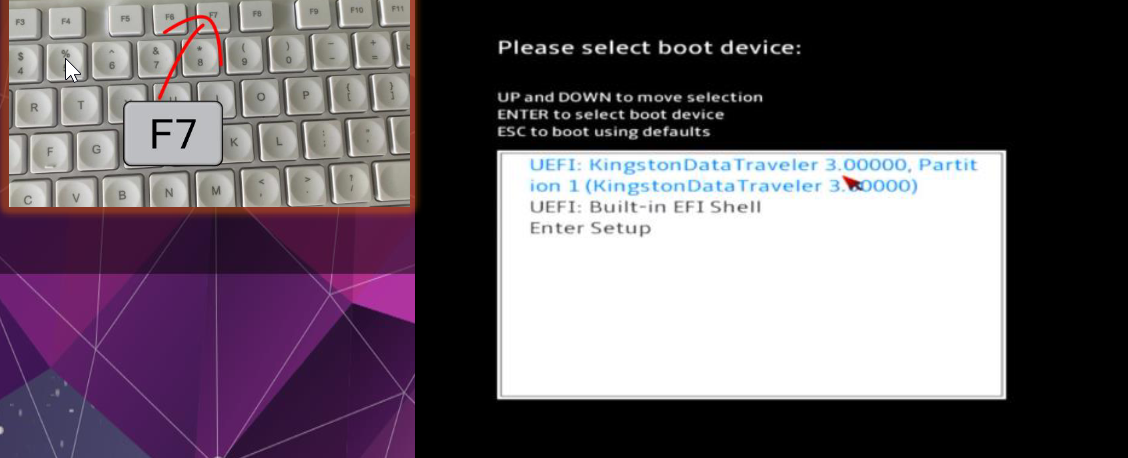 F3 F4 F5 F6 F7 F8 F9 F10 F11
$ % ^ & * ( ) _ +
4 6 7 8 9 0 - =
R T U O P { }
[ ]
F7
F G K L : "
; '
C V B N M < > ?
, . /
Please select boot device:
UP and DOWN to move selection
ENTER to select boot device
ESC to boot using defaults
UEFI: KingstonDataTraveler 3.00000, Partit
ion 1 (KingstonDataTraveler 3.00000)
UEFI: Built-in EFI Shell
Enter Setup